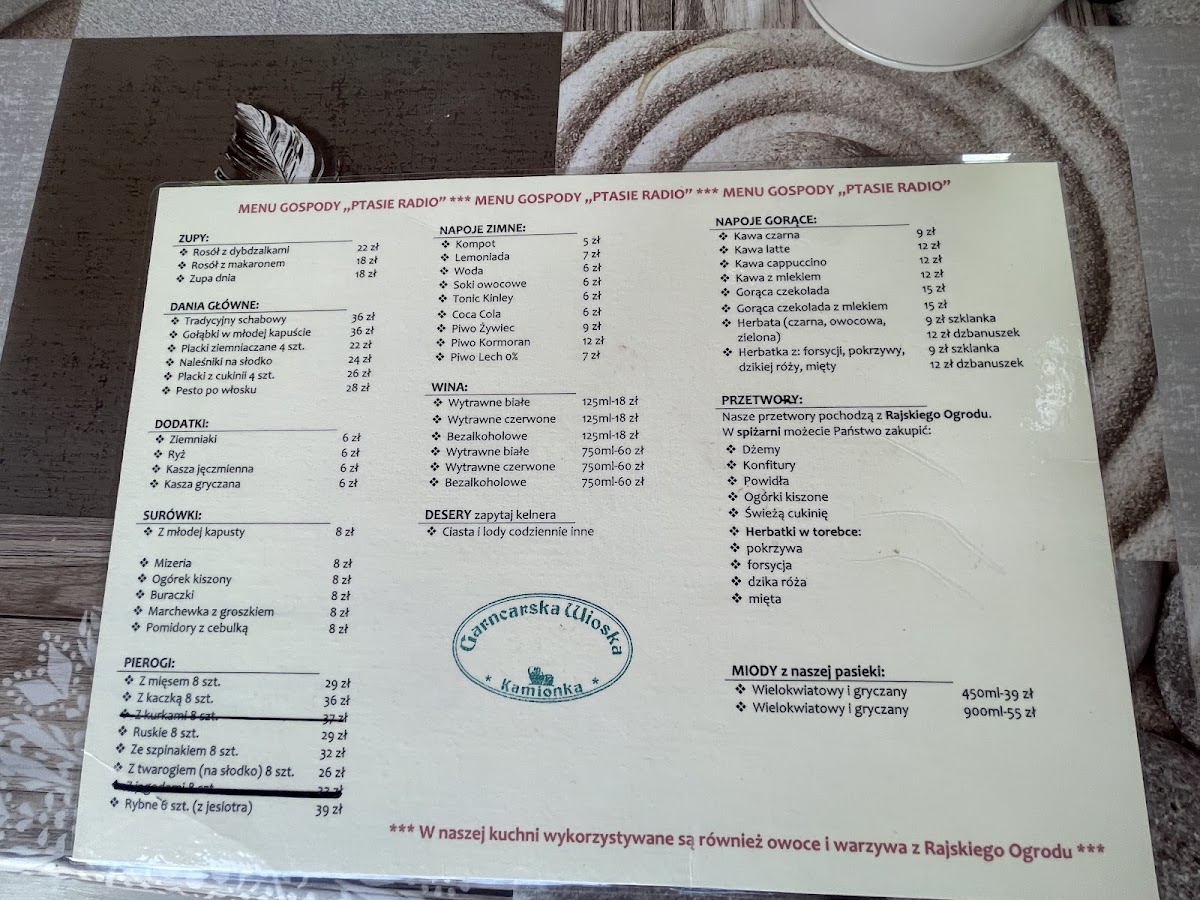 MENU GOSPODY „PTASIE RADIO” *** MENU GOSPODY „PTASIE RADIO” *** MENU GOSPODY „PTASIE RADIO”
ZUPY:
❖ Rosół z dybdzalkami 22 zł
❖ Rosół z makaronem 18 zł
❖ Zupa dnia 18 zł
DANIA GŁÓWNE:
❖ Tradycyjny schabowy 36 zł
❖ Gołąbki w młodej kapuście 36 zł
❖ Placki ziemniaczane 4 szt. 22 zł
❖ Naleśniki na słodko 24 zł
❖ Placki z cukinii 4 szt. 26 zł
❖ Pesto po włosku 28 zł
DODATKI:
❖ Ziemniaki 6 zł
❖ Ryż 6 zł
❖ Kasza jęczmienna 6 zł
❖ Kasza gryczana 6 zł
SURÓWKI:
❖ Z młodej kapusty 8 zł
❖ Mizeria 8 zł
❖ Ogórek kiszony 8 zł
❖ Buraczki 8 zł
❖ Marchewka z groszkiem 8 zł
❖ Pomidory z cebulką 8 zł
PIEROGI:
❖ Z mięsem 8 szt. 29 zł
❖ Z kaczką 8 szt. 36 zł
❖ Z kurkami 8 szt. 37 zł
❖ Ruskie 8 szt. 29 zł
❖ Ze szpinakiem 8 szt. 32 zł
❖ Z twarogiem (na słodko) 8 szt. 26 zł
❖ Z jagodami 8 szt.
❖ Rybne 6 szt. (z jesiotra) 39 zł
NAPOJE ZIMNE:
❖ Kompot 5 zł
❖ Lemoniada 7 zł
❖ Woda 6 zł
❖ Soki owocowe 6 zł
❖ Tonic Kinley 6 zł
❖ Coca Cola 6 zł
❖ Piwo Żywiec 9 zł
❖ Piwo Kormoran 12 zł
❖ Piwo Lech 0% 7 zł
WINA:
❖ Wytrawne białe 125ml-18 zł
❖ Wytrawne czerwone 125ml-18 zł
❖ Bezalkoholowe 125ml-18 zł
❖ Wytrawne białe 750ml-60 zł
❖ Wytrawne czerwone 750ml-60 zł
❖ Bezalkoholowe 750ml-60 zł
DESERY zapytaj kelnera
❖ Ciasta i lody codziennie inne
Garncarska Wioska
* Kamionka *
NAPOJE GORĄCE:
❖ Kawa czarna 9 zł
❖ Kawa latte 12 zł
❖ Kawa cappuccino 12 zł
❖ Kawa z mlekiem 12 zł
❖ Gorąca czekolada 15 zł
❖ Gorąca czekolada z mlekiem 15 zł
❖ Herbata (czarna, owocowa, 9 zł szklanka
zielona) 12 zł dzbanuszek
❖ Herbatka z: forsycji, pokrzywy, 9 zł szklanka
dzikiej róży, mięty 12 zł dzbanuszek
PRZETWORY:
Nasze przetwory pochodzą z Rajskiego Ogrodu.
W spiżarni możecie Państwo zakupić:
❖ Dżemy
❖ Konfitury
❖ Powidła
❖ Ogórki kiszone
❖ Świeżą cukinię
❖ Herbatki w torebce:
❖ pokrzywa
❖ forsycja
❖ dzika róża
❖ mięta
MIODY z naszej pasieki:
❖ Wielokwiatowy i gryczany 450ml-39 zł
❖ Wielokwiatowy i gryczany 900ml-55 zł
*** W naszej kuchni wykorzystywane są również owoce i warzywa z Rajskiego Ogrodu ***